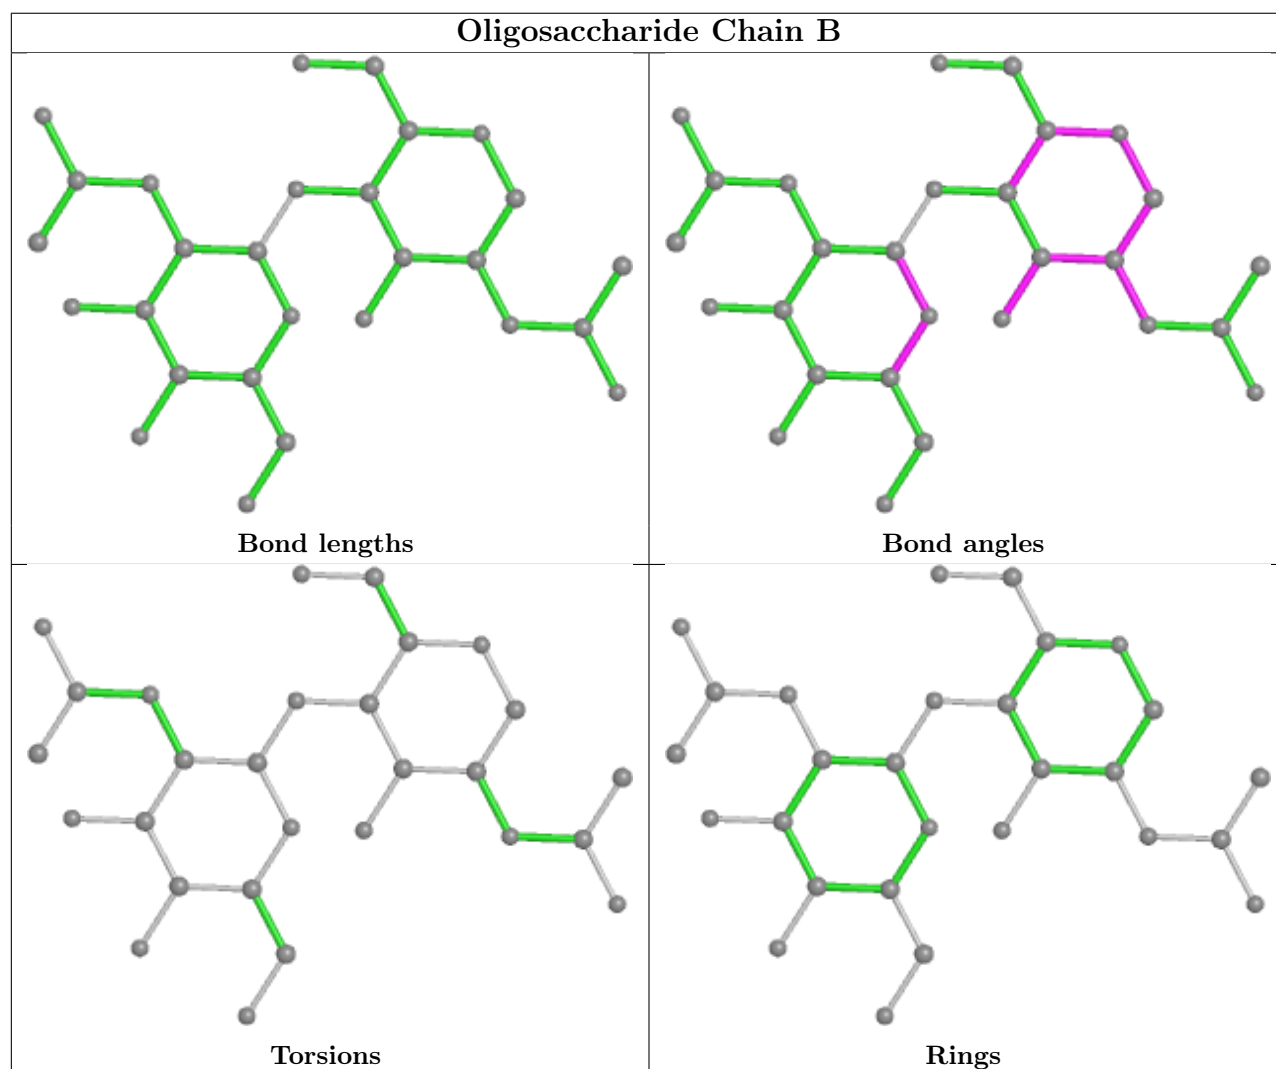 Oligosaccharide Chain B
Bond lengths
Bond angles
Torsions
Rings